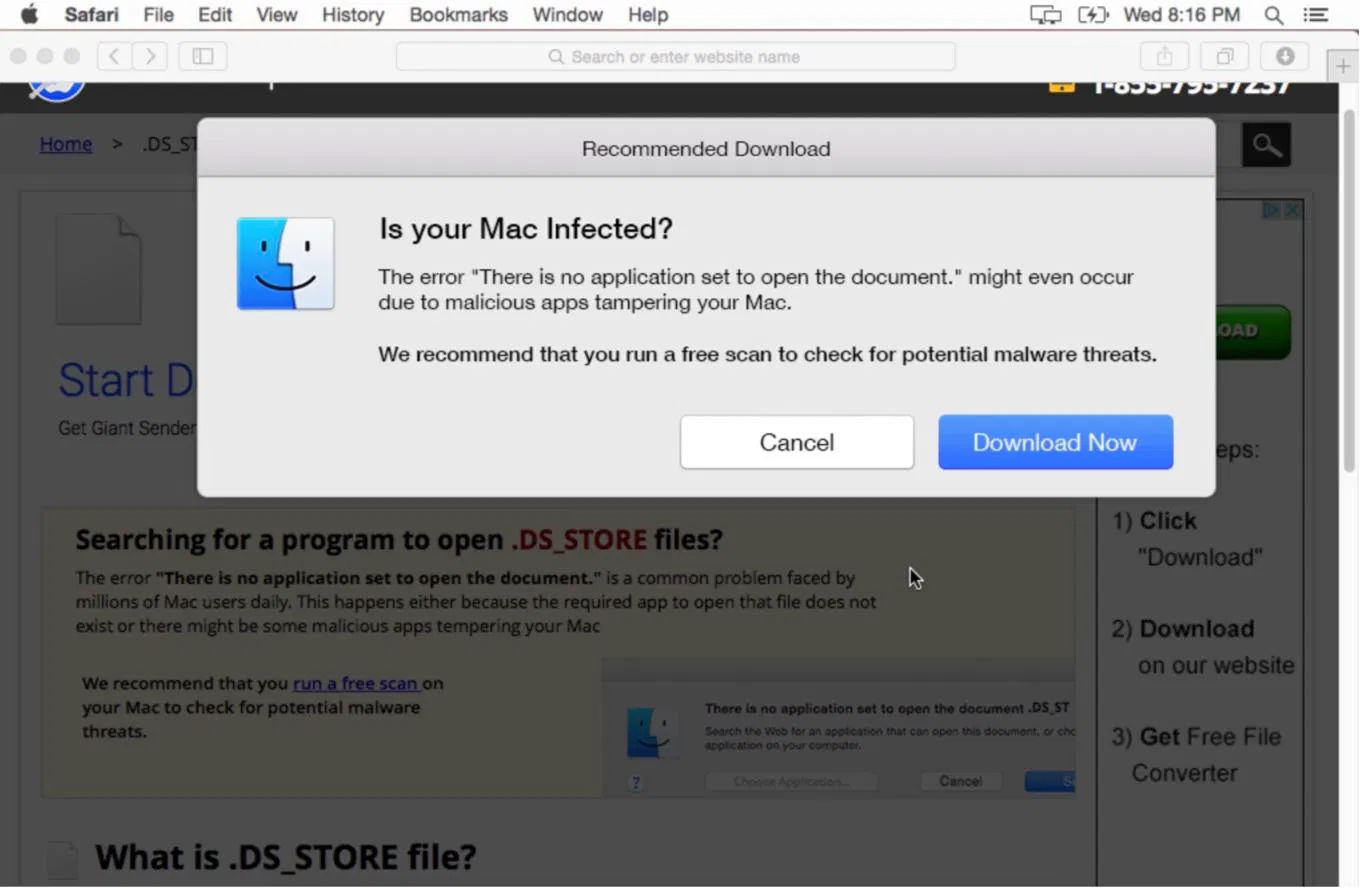 Safari File Edit View History Bookmarks Window Help Wed 8:16 PM
Search or enter website name
1-855-795-7237
Home > .DS_ST
Recommended Download
Is your Mac Infected?
The error "There is no application set to open the document." might even occur
due to malicious apps tampering your Mac.
We recommend that you run a free scan to check for potential malware threats.
Cancel Download Now
OAD
Start D
Get Giant Sender
eps:
1) Click
"Download"
2) Download
on our website
3) Get Free File
Converter
Searching for a program to open .DS_STORE files?
The error "There is no application set to open the document." is a common problem faced by
millions of Mac users daily. This happens either because the required app to open that file does not
exist or there might be some malicious apps tempering your Mac
We recommend that you run a free scan on
your Mac to check for potential malware
threats.
There is no application set to open the document .DS_ST
Search the Web for an application that can open this document, or cho
application on your computer.
? Choose Application... Cancel S
What is .DS_STORE file?